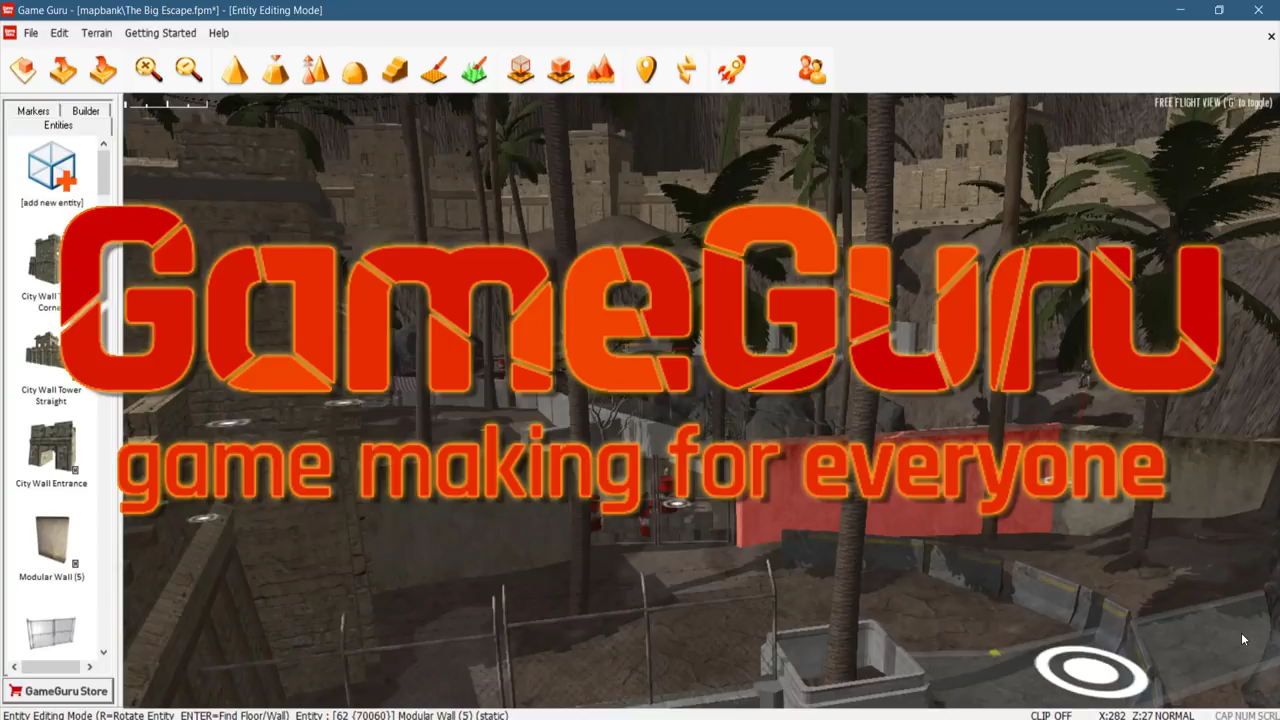 Game Guru - [mapbank\The Big Escape.fpm*] - [Entity Editing Mode]
File Edit Terrain Getting Started Help
Markers Builder
Entities
FREE FLIGHT VIEW ('G' to toggle)
[add new entity]
City Wall
Corne
City Wall Tower
Straight
City Wall Entrance
Modular Wall (5)
GameGuru
game making for everyone
GameGuru Store
Entity Editing Mode (R=Rotate Entity ENTER=Find Floor/Wall) Entity : [62 {70060}] Modular Wall (5) (static)
CLIP OFF X:282 Z:27 NORMAL CAP NUM SCRL